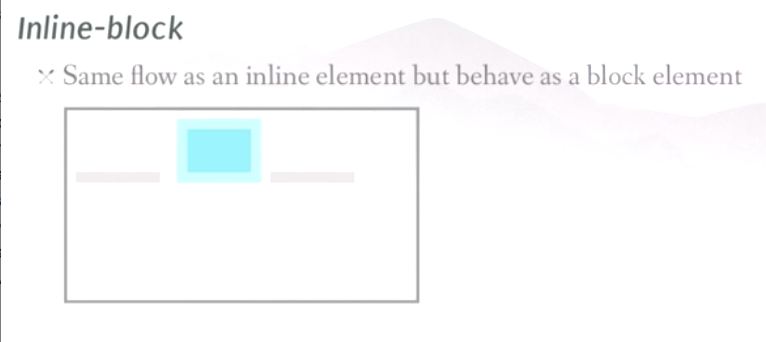 Inline-block
Same flow as an inline element but behave as a block element